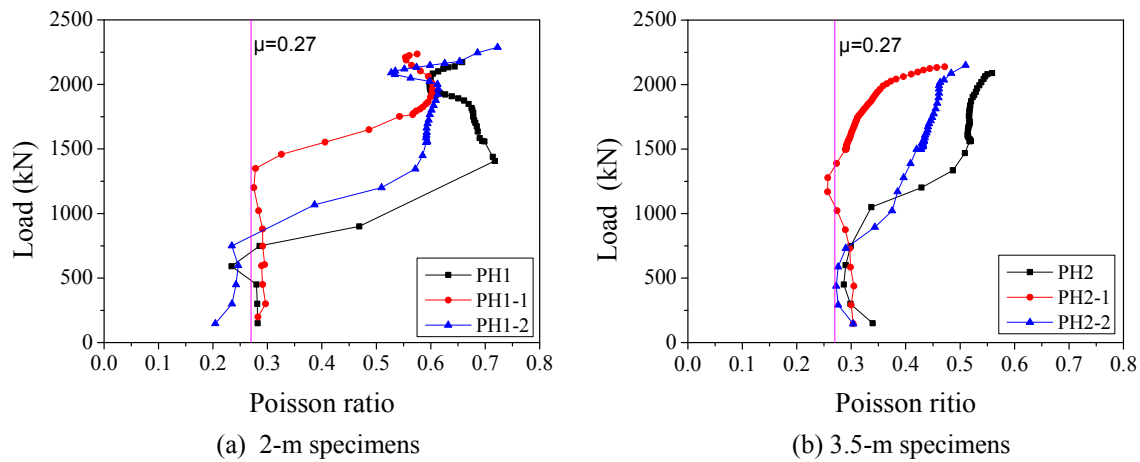 2500
2000
1500
1000
500
0
Load (kN)
μ=0.27
PH1
PH1-1
PH1-2
0.0 0.1 0.2 0.3 0.4 0.5 0.6 0.7 0.8
Poisson ratio
(a) 2-m specimens
2500
2000
1500
1000
500
0
Load (kN)
μ=0.27
PH2
PH2-1
PH2-2
0.0 0.1 0.2 0.3 0.4 0.5 0.6 0.7 0.8
Poisson ritio
(b) 3.5-m specimens